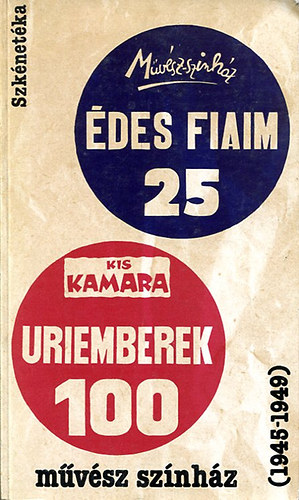 Szkénetéka
Művész-színház
ÉDES FIAIM
25
KIS
KAMARA
URIEMBEREK
100
művész színház
(1945-1949)